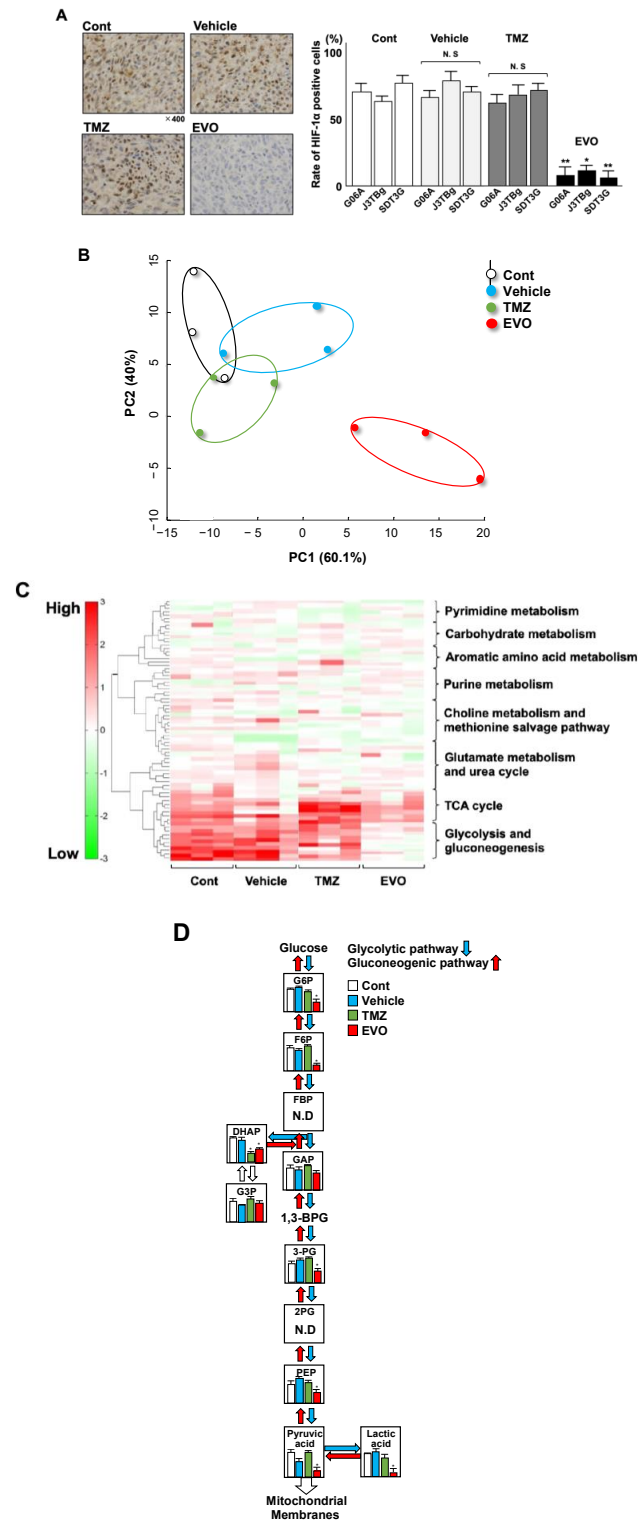 A
Cont
Vehicle
×400
TMZ
EVO
(%)
100
50
0
Rate of HIF-1α positive cells
Cont
Vehicle
TMZ
N. S
N. S
EVO
** * **
G06A
J3TBg
SDT3G
G06A
J3TBg
SDT3G
G06A
J3TBg
SDT3G
G06A
J3TBg
SDT3G
B
PC2 (40%)
15
10
5
0
−5
−10
−15 −10 −5 0 5 10 15 20
PC1 (60.1%)
Cont
Vehicle
TMZ
EVO
C
High
Low
3
2
1
0
-1
-2
-3
Pyrimidine metabolism
Carbohydrate metabolism
Aromatic amino acid metabolism
Purine metabolism
Choline metabolism and
methionine salvage pathway
Glutamate metabolism
and urea cycle
TCA cycle
Glycolysis and
gluconeogenesis
Cont Vehicle TMZ EVO
D
Glucose
Glycolytic pathway
Gluconeogenic pathway
Cont
Vehicle
TMZ
EVO
G6P
*
F6P
*
FBP
N.D
DHAP
* *
GAP
G3P
1,3-BPG
3-PG
*
2PG
N.D
PEP
*
Pyruvic
acid
*
Lactic
acid
*
Mitochondrial
Membranes